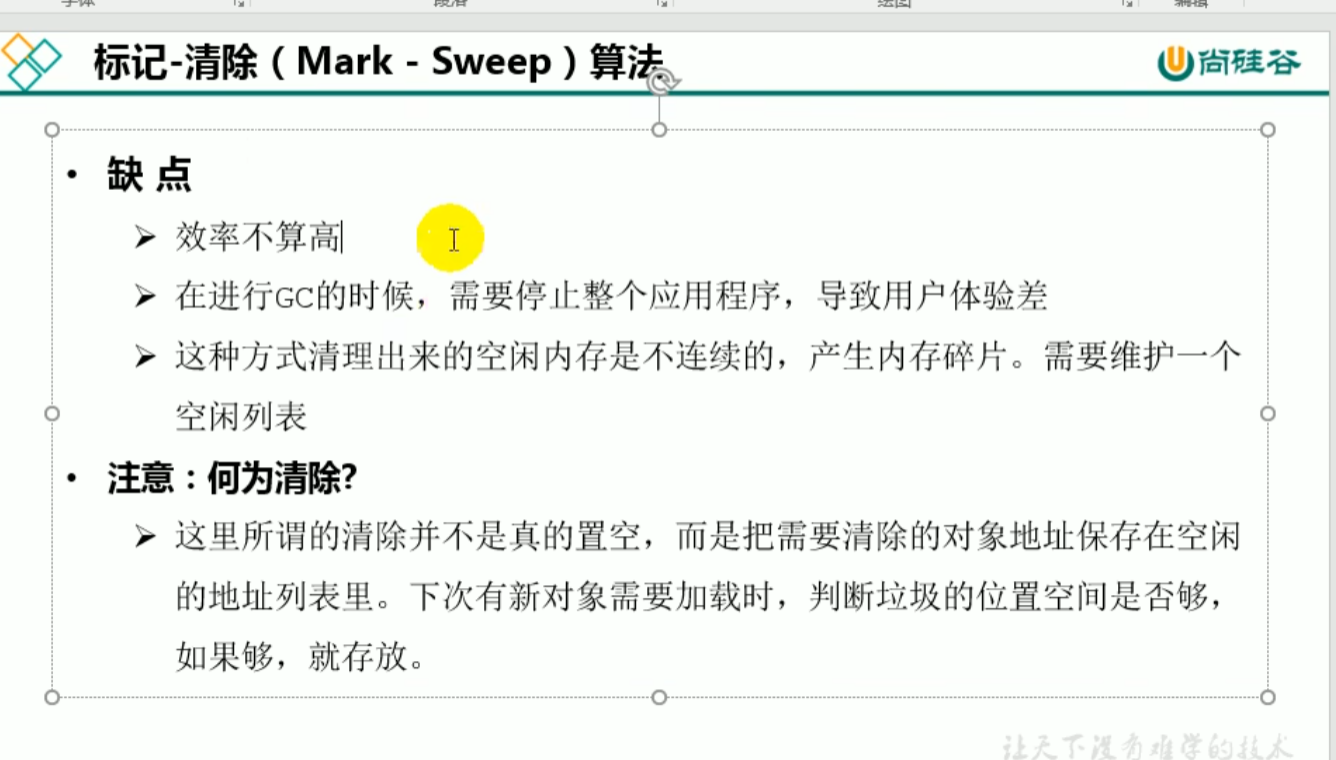 字体 段落 绘图 编辑
标记-清除（Mark - Sweep）算法
尚硅谷
• 缺 点
➢ 效率不算高
➢ 在进行GC的时候，需要停止整个应用程序，导致用户体验差
➢ 这种方式清理出来的空闲内存是不连续的，产生内存碎片。需要维护一个
空闲列表
• 注意：何为清除?
➢ 这里所谓的清除并不是真的置空，而是把需要清除的对象地址保存在空闲
的地址列表里。下次有新对象需要加载时，判断垃圾的位置空间是否够，
如果够，就存放。
让天下没有难学的技术